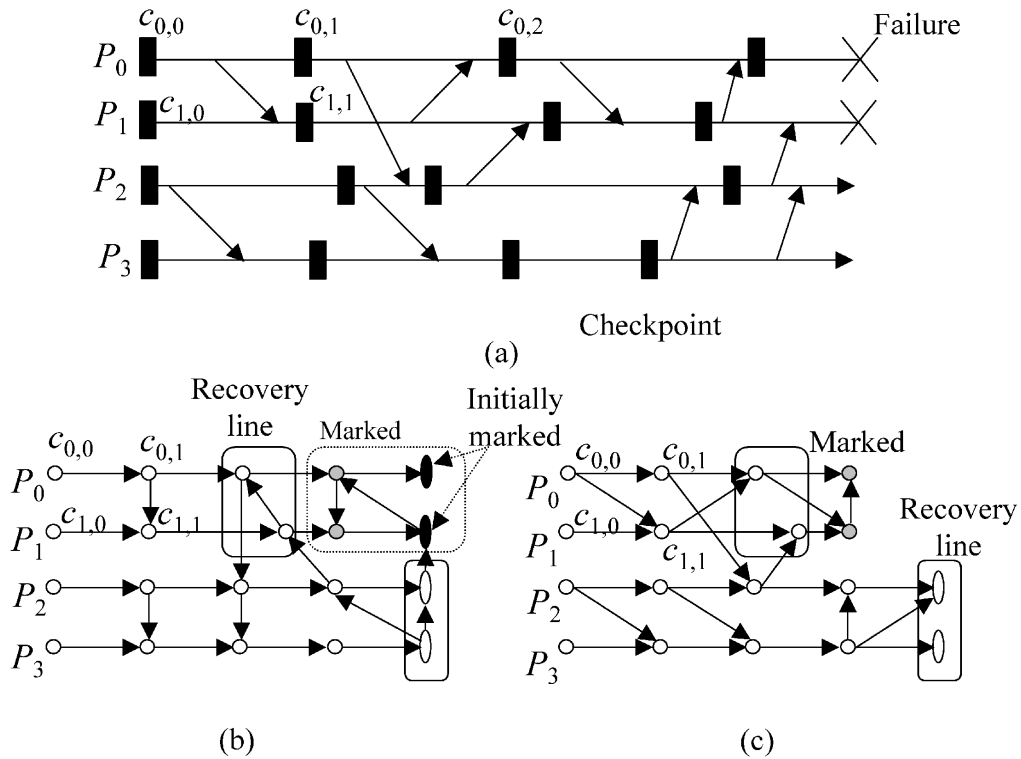 c0,0 c0,1 c0,2 Failure
P0
c1,0 c1,1
P1
P2
P3
Checkpoint
(a)
Recovery
line
Marked
Initially
marked
c0,0 c0,1
P0
c1,0 c1,1
P1
P2
P3
(b)
Marked
c0,0 c0,1
P0
c1,0
P1
c1,1
Recovery
line
P2
P3
(c)